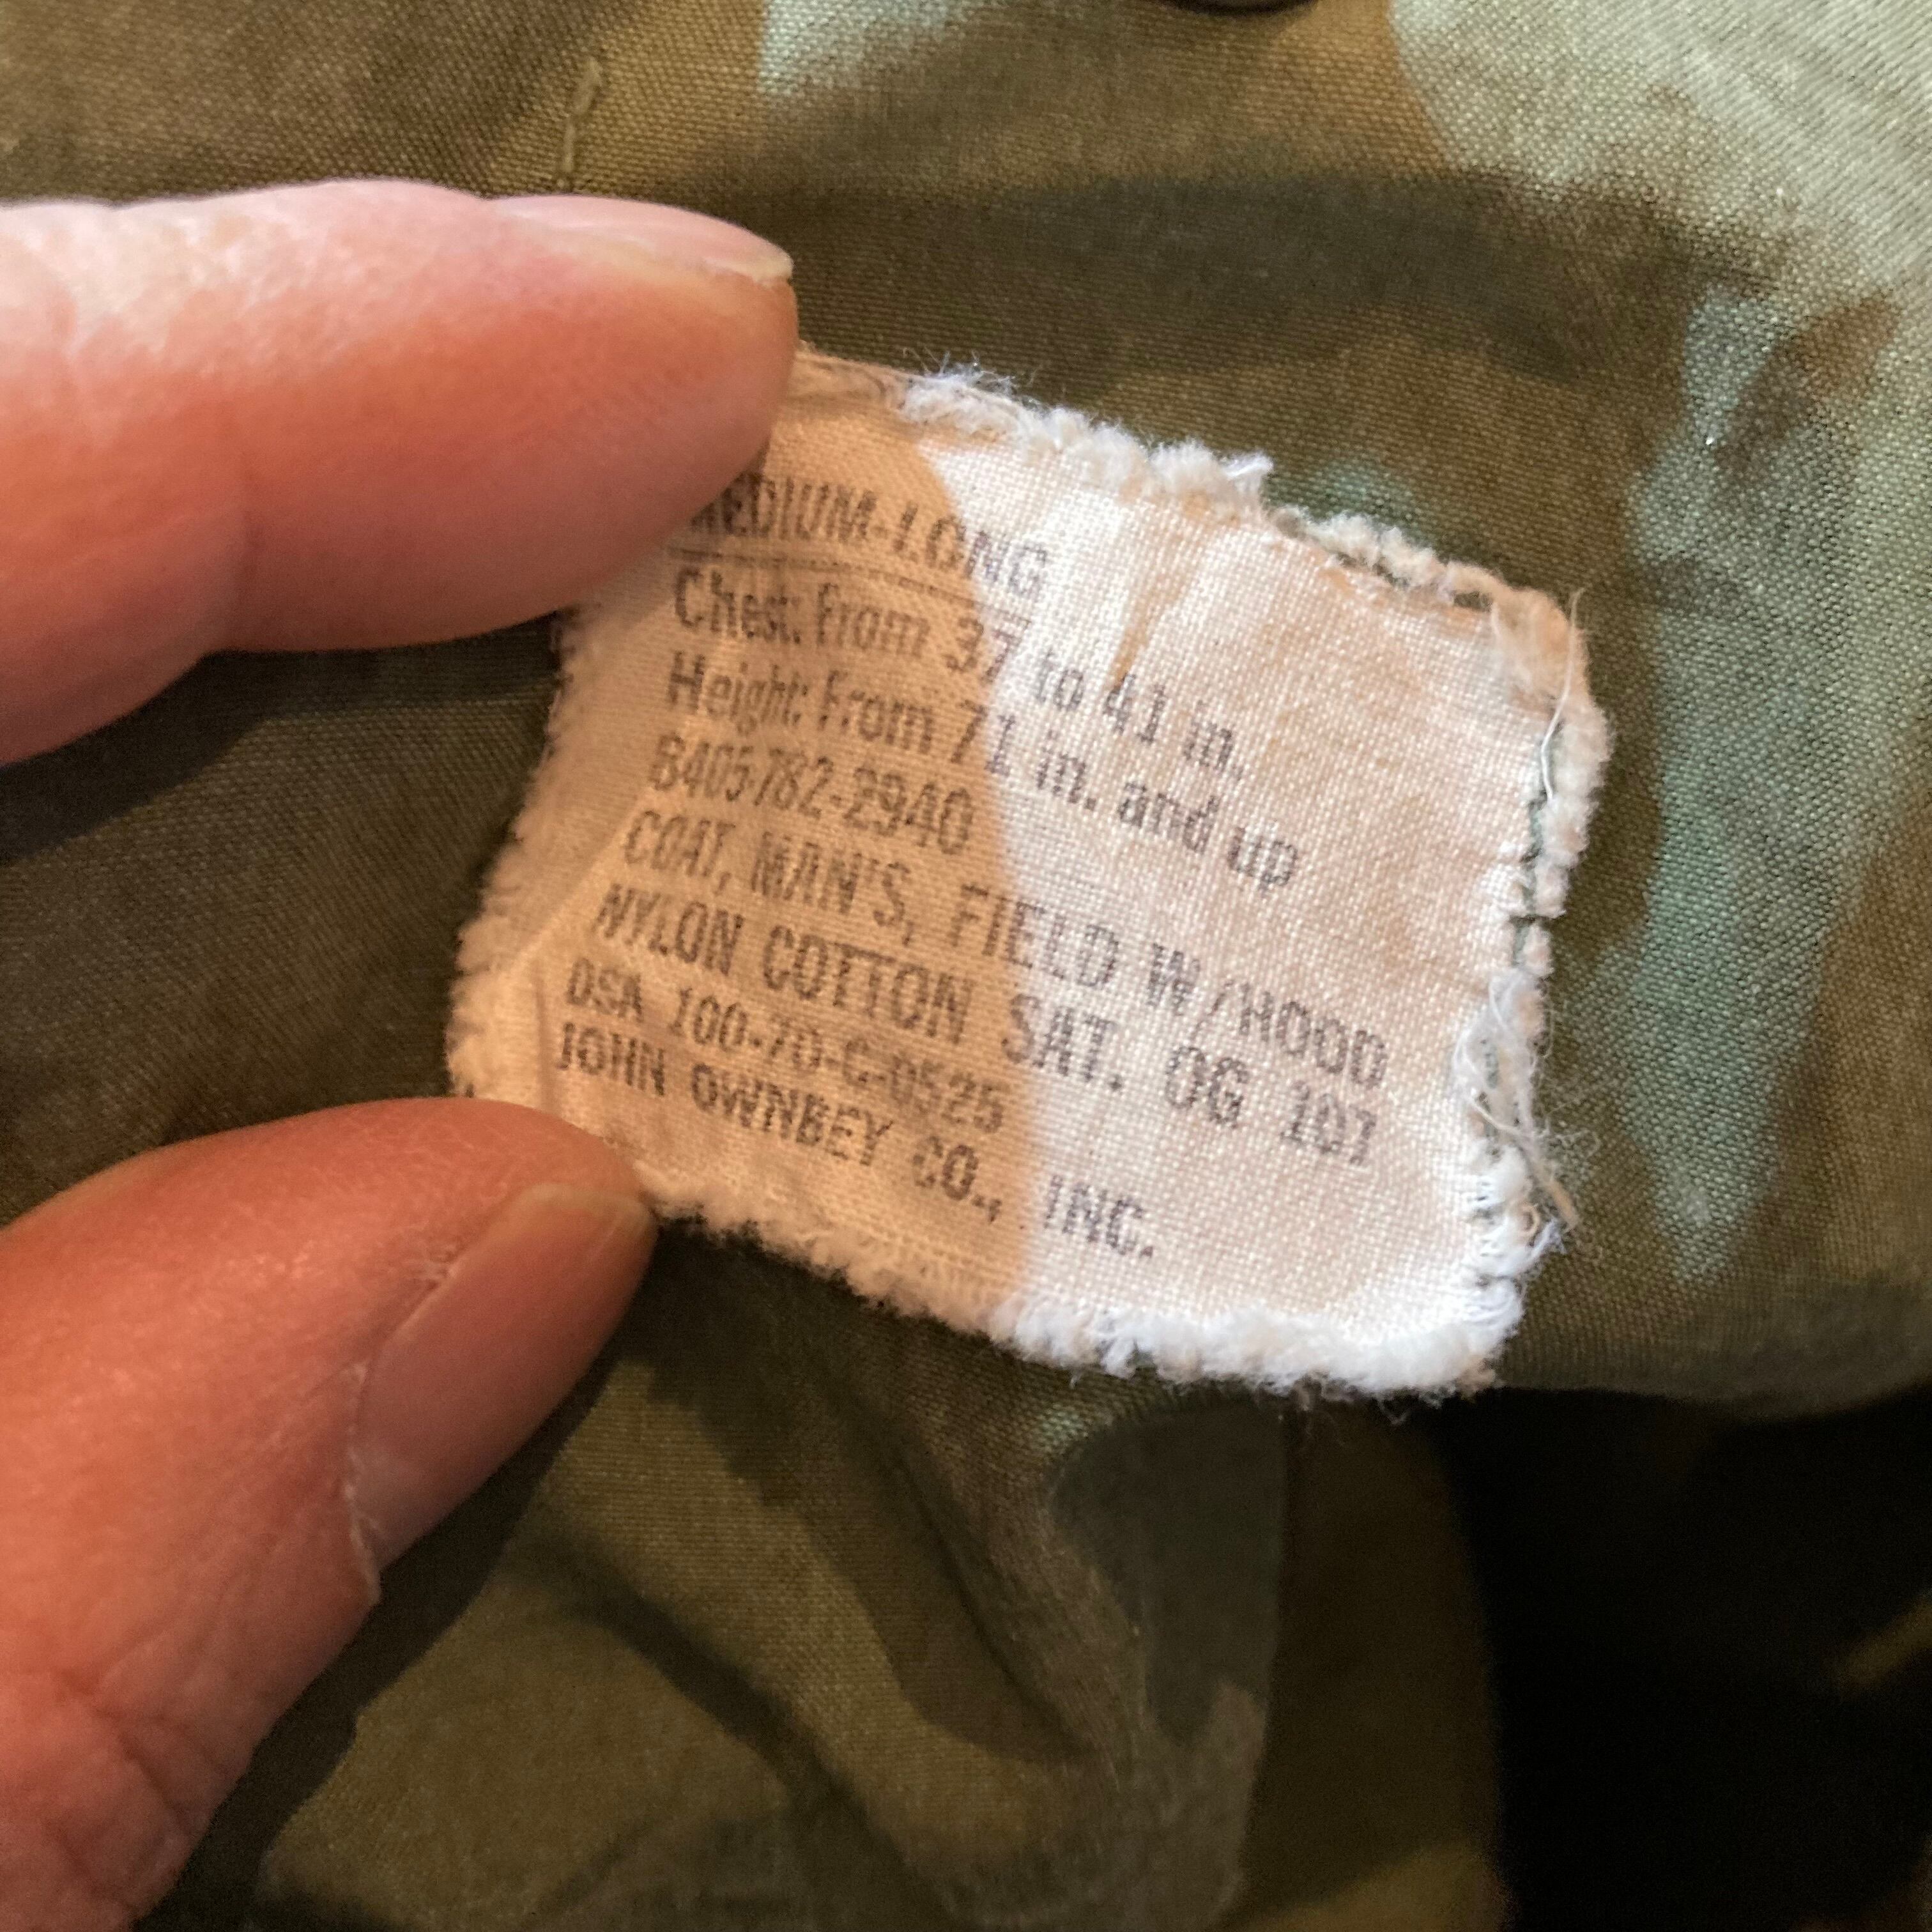 MEDIUM-LONG
Chest: From 37 to 41 in.
Height: From 71 in. and up
8405-782-2940
COAT, MAN'S, FIELD W/HOOD
NYLON COTTON SAT. OG 107
DSA 100-70-C-0525
JOHN OWNBEY CO., INC.